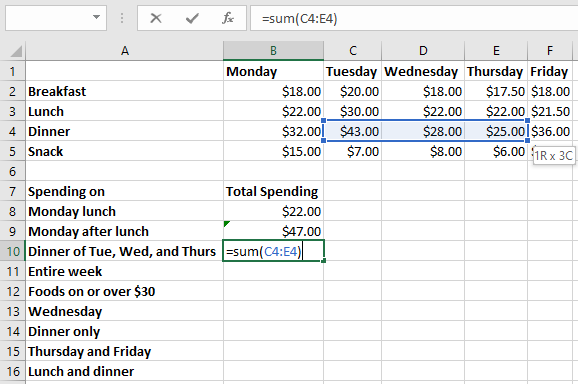 fx =sum(C4:E4)
A B C D E F
1 Monday Tuesday Wednesday Thursday Friday
2 Breakfast $18.00 $20.00 $18.00 $17.50 $18.00
3 Lunch $22.00 $30.00 $22.00 $22.00 $21.50
4 Dinner $32.00 $43.00 $28.00 $25.00 $36.00
5 Snack $15.00 $7.00 $8.00 $6.00 1R x 3C
6
7 Spending on Total Spending
8 Monday lunch $22.00
9 Monday after lunch $47.00
10 Dinner of Tue, Wed, and Thurs =sum(C4:E4)
11 Entire week
12 Foods on or over $30
13 Wednesday
14 Dinner only
15 Thursday and Friday
16 Lunch and dinner